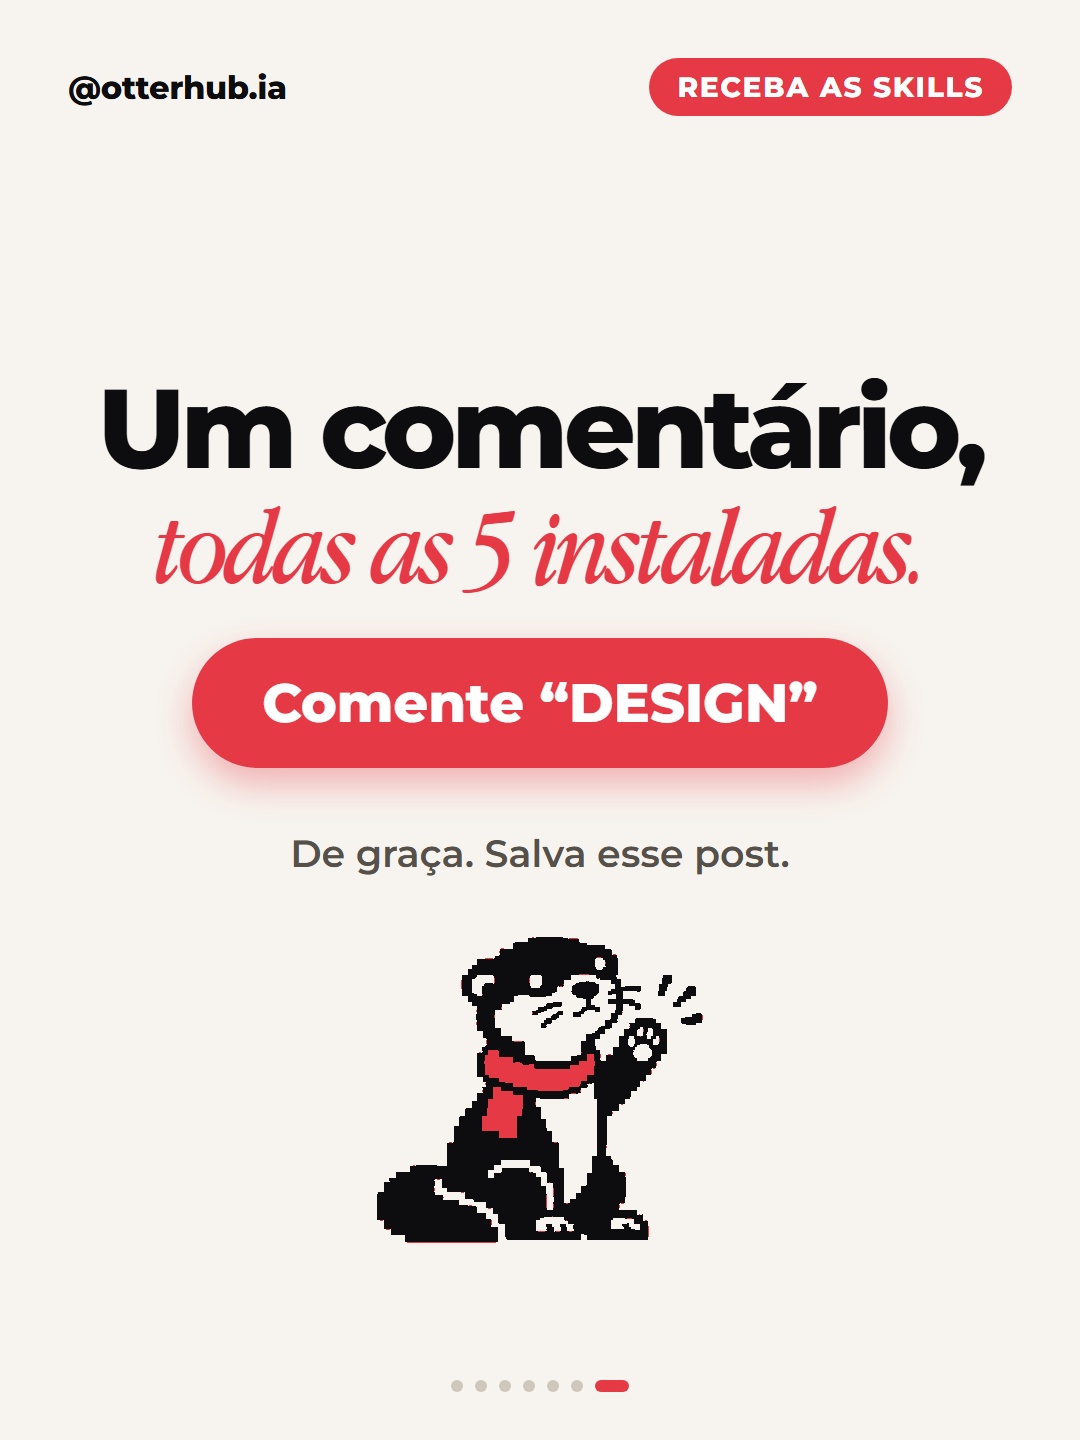 @otterhub.ia
RECEBA AS SKILLS
Um comentário,
todas as 5 instaladas.
Comente “DESIGN”
De graça. Salva esse post.